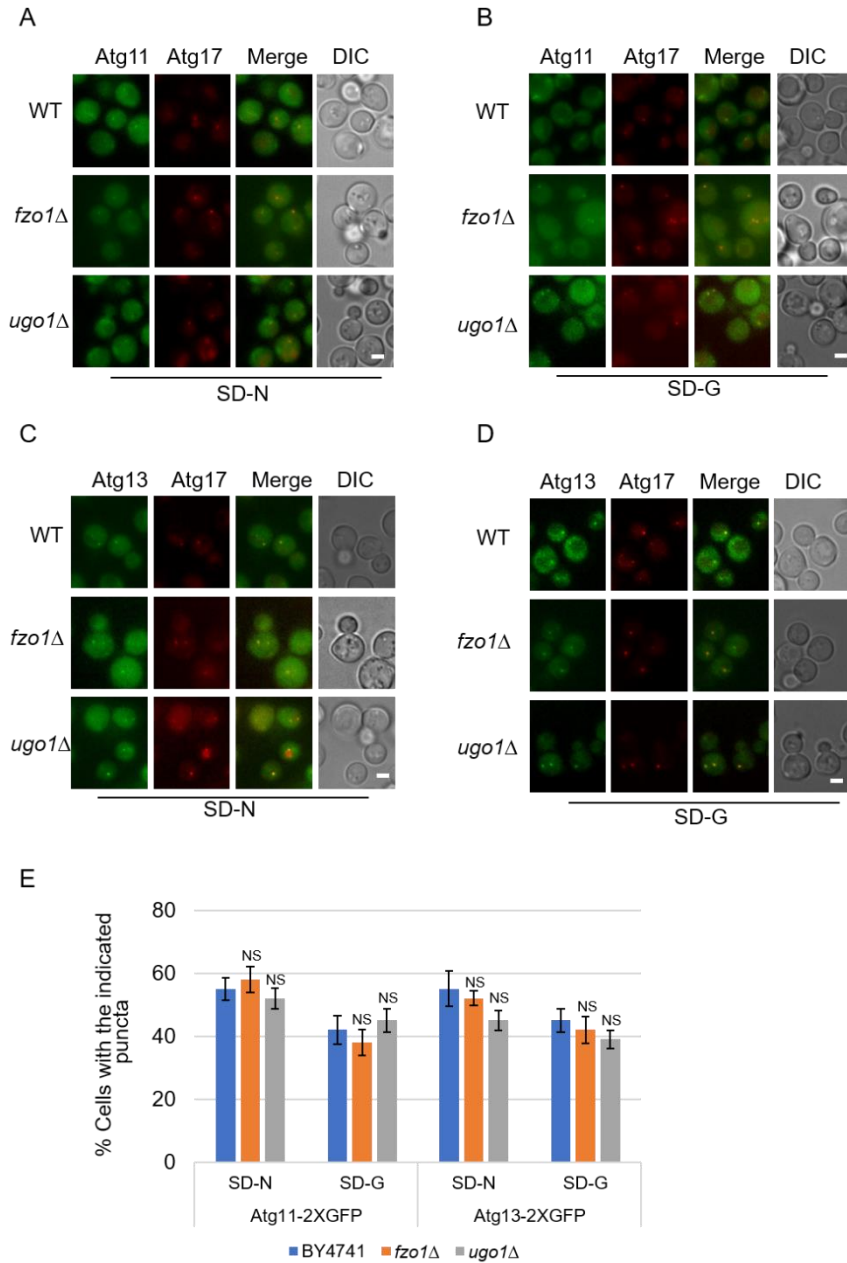 A
Atg11 Atg17 Merge DIC
WT
fzo1Δ
ugo1Δ
SD-N
B
Atg11 Atg17 Merge DIC
WT
fzo1Δ
ugo1Δ
SD-G
C
Atg13 Atg17 Merge DIC
WT
fzo1Δ
ugo1Δ
SD-N
D
Atg13 Atg17 Merge DIC
WT
fzo1Δ
ugo1Δ
SD-G
E
% Cells with the indicated
puncta
80
60
40
20
0
NS
NS
NS
NS
NS
NS
NS
NS
SD-N SD-G SD-N SD-G
Atg11-2XGFP Atg13-2XGFP
BY4741 fzo1Δ ugo1Δ